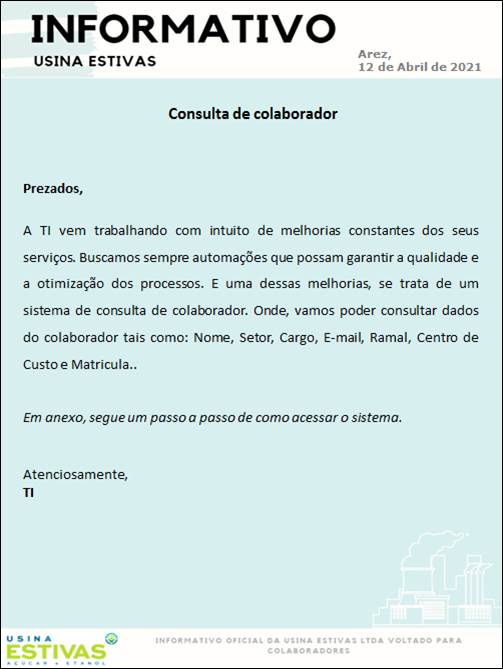 INFORMATIVO
USINA ESTIVAS
Arez,
12 de Abril de 2021
Consulta de colaborador
Prezados,
A TI vem trabalhando com intuito de melhorias constantes dos seus
serviços. Buscamos sempre automações que possam garantir a qualidade e
a otimização dos processos. E uma dessas melhorias, se trata de um
sistema de consulta de colaborador. Onde, vamos poder consultar dados
do colaborador tais como: Nome, Setor, Cargo, E-mail, Ramal, Centro de
Custo e Matricula..
Em anexo, segue um passo a passo de como acessar o sistema.
Atenciosamente,
TI
USINA
ESTIVAS
AÇÚCAR + ETANOL
INFORMATIVO OFICIAL DA USINA ESTIVAS LTDA VOLTADO PARA
COLABORADORES